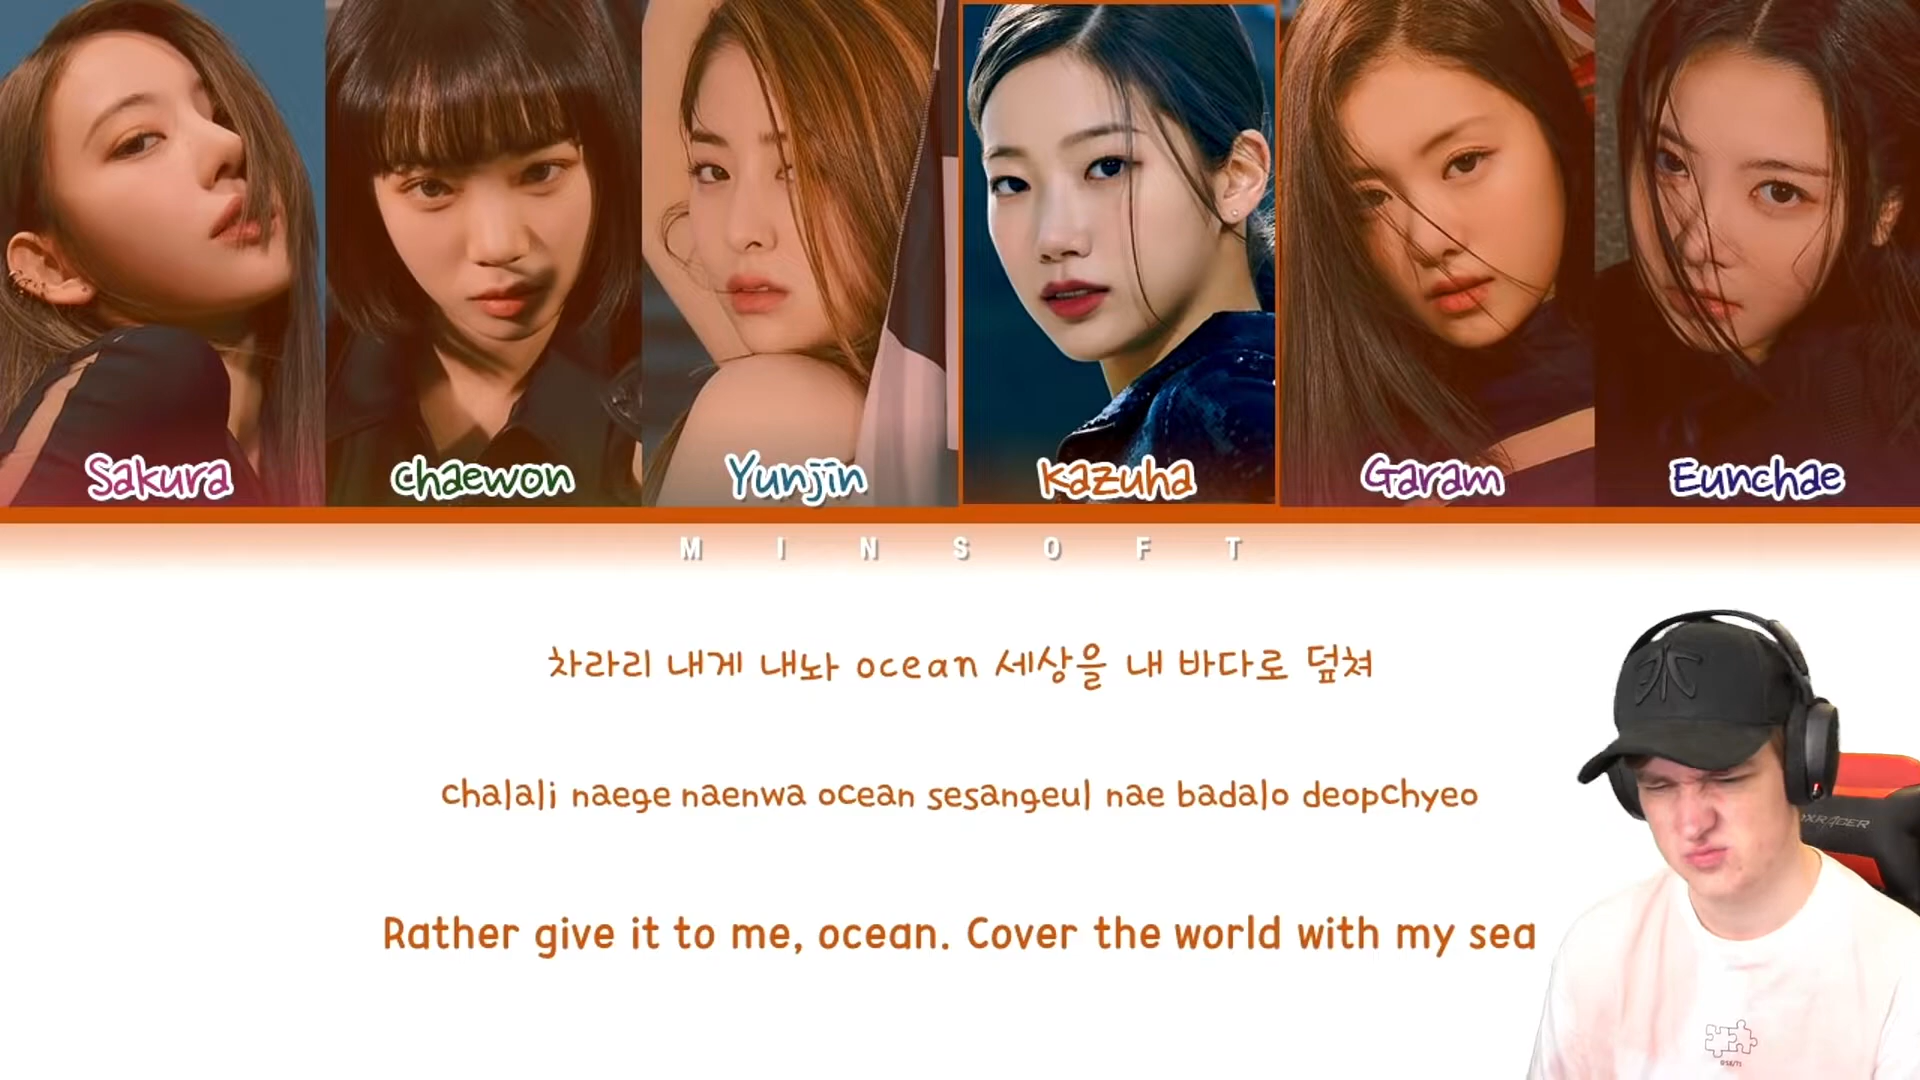 Sakura
chaewon
Yunjin
kazuha
Garam
Eunchae
M I N S O F T
차라리 내게 내놔 ocean 세상을 내 바다로 덮쳐
chalali naege naenwa ocean sesangeul nae badalo deopchyeo
Rather give it to me, ocean. Cover the world with my sea